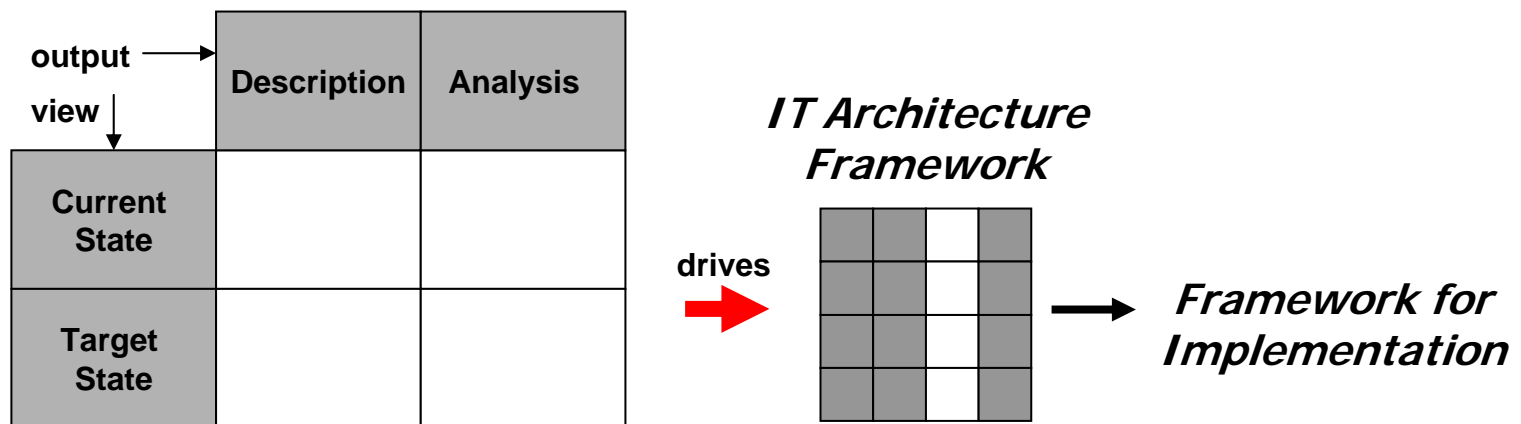 output
view
Description
Analysis
Current
State
Target
State
drives
IT Architecture
Framework
Framework for
Implementation